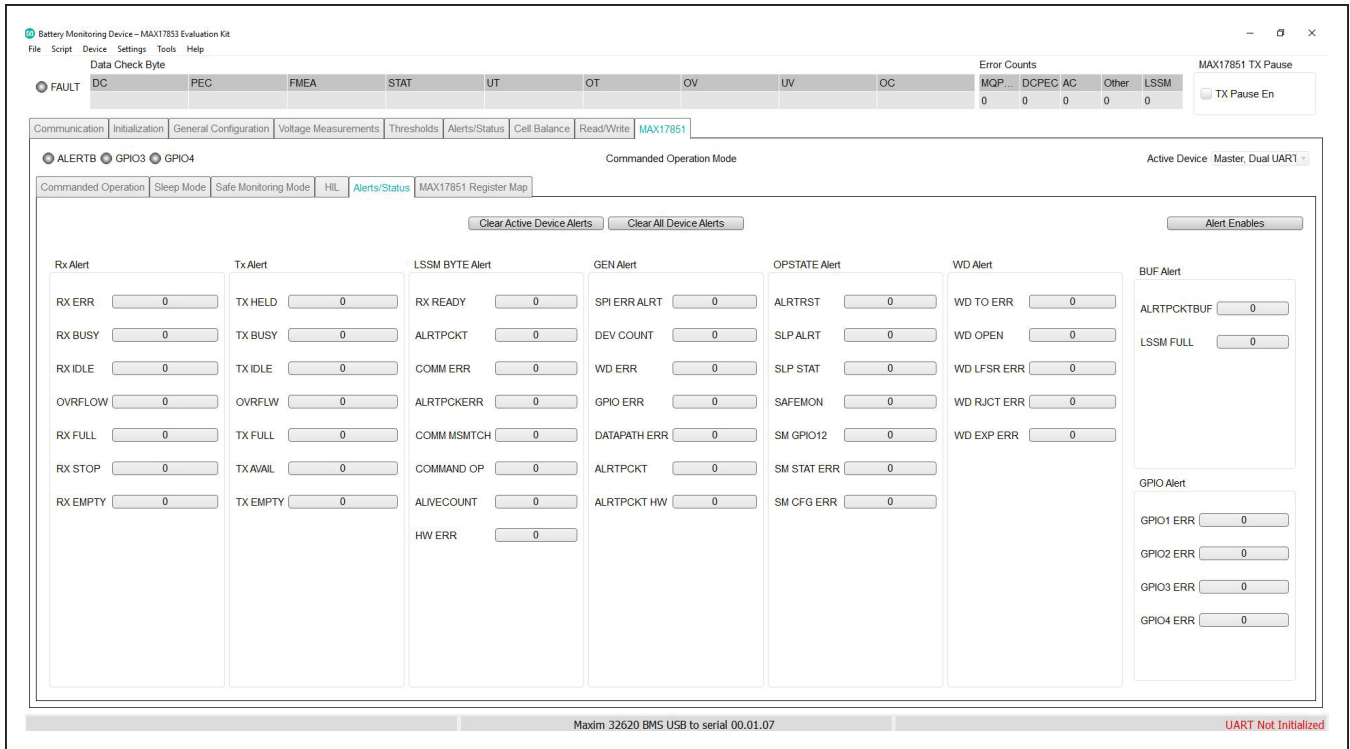 Battery Monitoring Device – MAX17853 Evaluation Kit
File Script Device Settings Tools Help
Data Check Byte
Error Counts
MAX17851 TX Pause
FAULT
DC PEC FMEA STAT UT OT OV UV OC
MQP... DCPEC AC Other LSSM
0 0 0 0 0
TX Pause En
Communication Initialization General Configuration Voltage Measurements Thresholds Alerts/Status Cell Balance Read/Write MAX17851
ALERTB GPIO3 GPIO4
Commanded Operation Mode
Active Device Master, Dual UART
Commanded Operation Sleep Mode Safe Monitoring Mode HIL Alerts/Status MAX17851 Register Map
Clear Active Device Alerts Clear All Device Alerts
Alert Enables
Rx Alert
RX ERR 0
RX BUSY 0
RX IDLE 0
OVRFLOW 0
RX FULL 0
RX STOP 0
RX EMPTY 0
Tx Alert
TX HELD 0
TX BUSY 0
TX IDLE 0
OVRFLW 0
TX FULL 0
TX AVAIL 0
TX EMPTY 0
LSSM BYTE Alert
RX READY 0
ALRTPCKT 0
COMM ERR 0
ALRTPCKERR 0
COMM MSMTCH 0
COMMAND OP 0
ALIVECOUNT 0
HW ERR 0
GEN Alert
SPI ERR ALRT 0
DEV COUNT 0
WD ERR 0
GPIO ERR 0
DATAPATH ERR 0
ALRTPCKT 0
ALRTPCKT HW 0
OPSTATE Alert
ALRTRST 0
SLP ALRT 0
SLP STAT 0
SAFEMON 0
SM GPIO12 0
SM STAT ERR 0
SM CFG ERR 0
WD Alert
WD TO ERR 0
WD OPEN 0
WD LFSR ERR 0
WD RJCT ERR 0
WD EXP ERR 0
BUF Alert
ALRTPCKTBUF 0
LSSM FULL 0
GPIO Alert
GPIO1 ERR 0
GPIO2 ERR 0
GPIO3 ERR 0
GPIO4 ERR 0
Maxim 32620 BMS USB to serial 00.01.07
UART Not Initialized